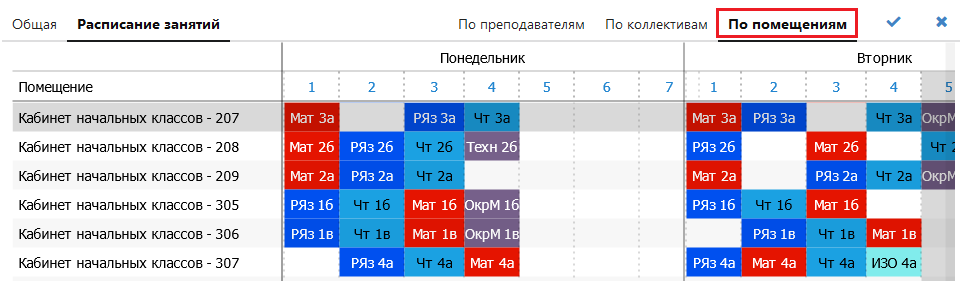 Общая Расписание занятий По преподавателям По коллективам По помещениям
Понедельник Вторник
Помещение 1 2 3 4 5 6 7 1 2 3 4 5
Кабинет начальных классов - 207 Мат 3а РЯз 3а Чт 3а Мат 3а РЯз 3а Чт 3а ОкрМ
Кабинет начальных классов - 208 Мат 2б РЯз 2б Чт 2б Техн 2б РЯз 2б Мат 2б Чт 2
Кабинет начальных классов - 209 Мат 2а РЯз 2а Чт 2а Мат 2а РЯз 2а Чт 2а ОкрМ
Кабинет начальных классов - 305 РЯз 1б Чт 1б Мат 1б ОкрМ 1б РЯз 1б Чт 1б Мат 1б
Кабинет начальных классов - 306 РЯз 1в Чт 1в Мат 1в ОкрМ 1в РЯз 1в Чт 1в Мат 1в
Кабинет начальных классов - 307 РЯз 4а Чт 4а Мат 4а РЯз 4а Мат 4а Чт 4а ИЗО 4а